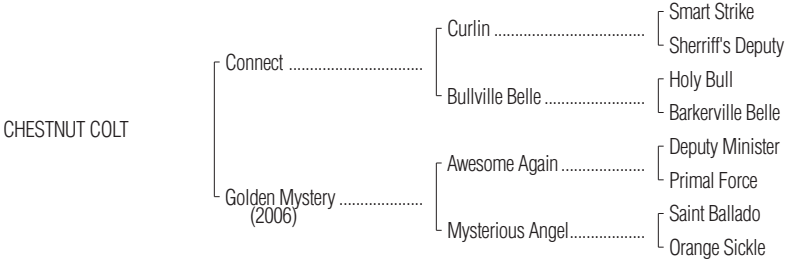 Smart Strike
Curlin ....................................
Sherriff's Deputy
Connect ................................
Holy Bull
Bullville Belle ........................
Barkerville Belle
CHESTNUT COLT
Deputy Minister
Awesome Again ....................
Primal Force
Golden Mystery ....................
(2006)
Saint Ballado
Mysterious Angel..................
Orange Sickle